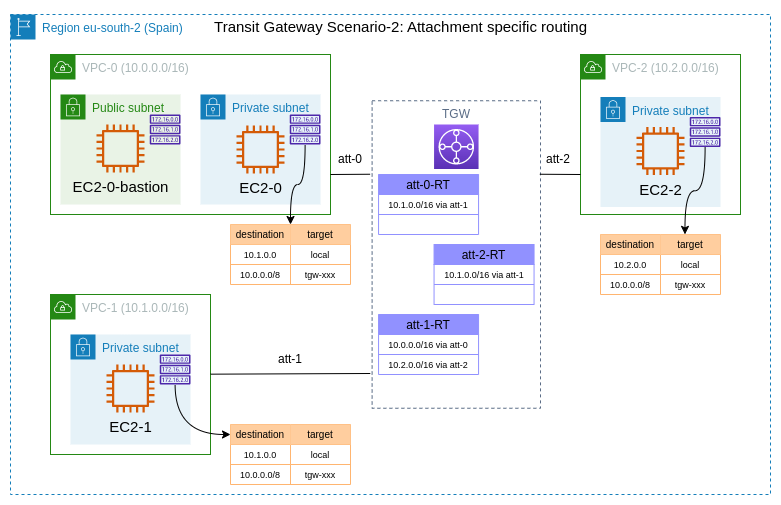 Region eu-south-2 (Spain)
Transit Gateway Scenario-2: Attachment specific routing
VPC-0 (10.0.0.0/16)
Public subnet
172.16.0.0
172.16.1.0
172.16.2.0
EC2-0-bastion
Private subnet
172.16.0.0
172.16.1.0
172.16.2.0
EC2-0
destination target
10.1.0.0 local
10.0.0.0/8 tgw-xxx
att-0
TGW
att-0-RT
10.1.0.0/16 via att-1
att-2-RT
10.1.0.0/16 via att-1
att-1-RT
10.0.0.0/16 via att-0
10.2.0.0/16 via att-2
att-2
VPC-2 (10.2.0.0/16)
Private subnet
172.16.0.0
172.16.1.0
172.16.2.0
EC2-2
destination target
10.2.0.0 local
10.0.0.0/8 tgw-xxx
VPC-1 (10.1.0.0/16)
Private subnet
172.16.0.0
172.16.1.0
172.16.2.0
EC2-1
att-1
destination target
10.1.0.0 local
10.0.0.0/8 tgw-xxx